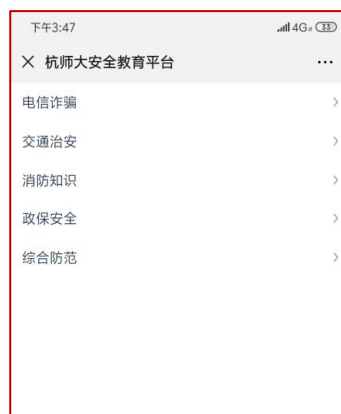 下午3:47 4G 33
杭师大安全教育平台
电信诈骗
交通治安
消防知识
政保安全
综合防范